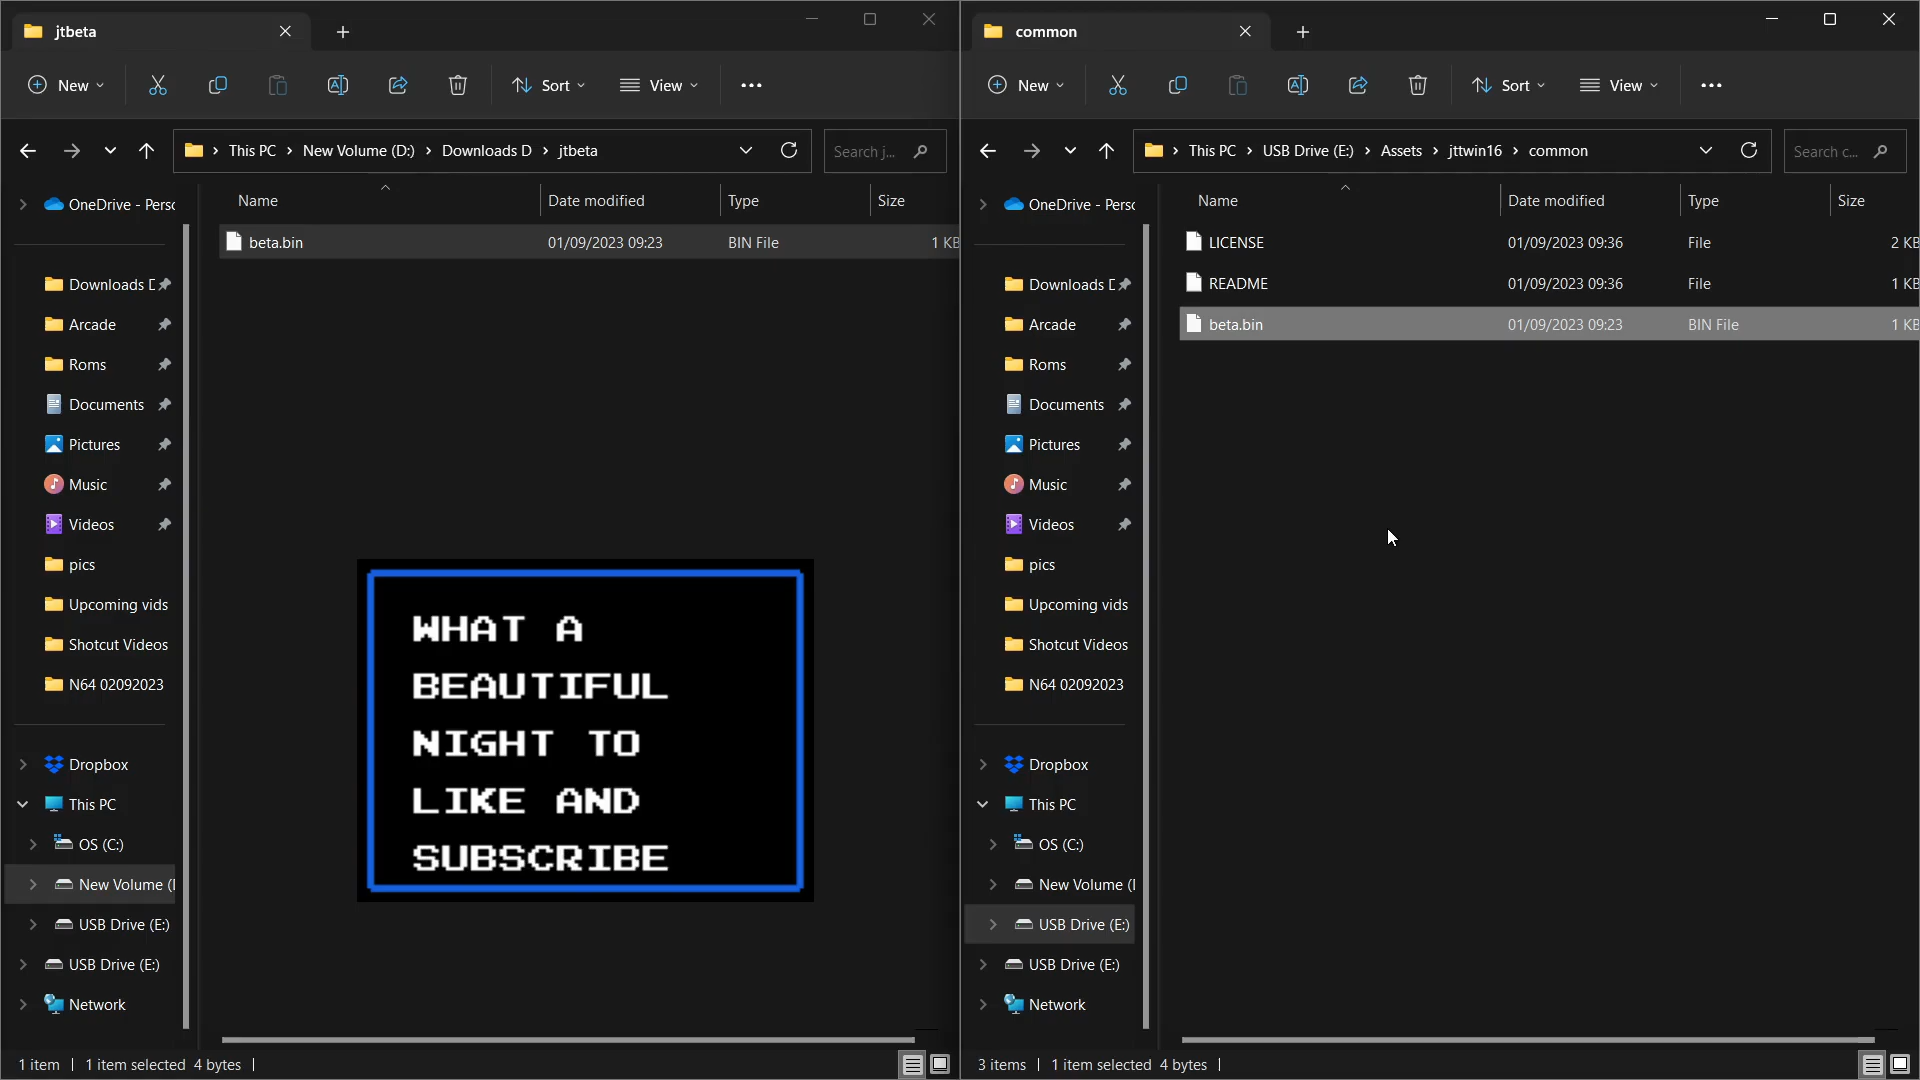 jtbeta
New
Sort
View
This PC
New Volume (D:)
Downloads D
jtbeta
Search j...
OneDrive - Persc
Name
Date modified
Type
Size
beta.bin
01/09/2023 09:23
BIN File
1 KB
Downloads D
Arcade
Roms
Documents
Pictures
Music
Videos
pics
Upcoming vids
Shotcut Videos
N64 02092023
Dropbox
This PC
OS (C:)
New Volume (
USB Drive (E:)
USB Drive (E:)
Network
WHAT A
BEAUTIFUL
NIGHT TO
LIKE AND
SUBSCRIBE
1 item
1 item selected 4 bytes
common
New
Sort
View
This PC
USB Drive (E:)
Assets
jttwin16
common
Search c...
OneDrive - Persc
Name
Date modified
Type
Size
LICENSE
01/09/2023 09:36
File
2 KB
README
01/09/2023 09:36
File
1 KB
beta.bin
01/09/2023 09:23
BIN File
1 KB
Downloads D
Arcade
Roms
Documents
Pictures
Music
Videos
pics
Upcoming vids
Shotcut Videos
N64 02092023
Dropbox
This PC
OS (C:)
New Volume (
USB Drive (E:)
USB Drive (E:)
Network
3 items
1 item selected 4 bytes